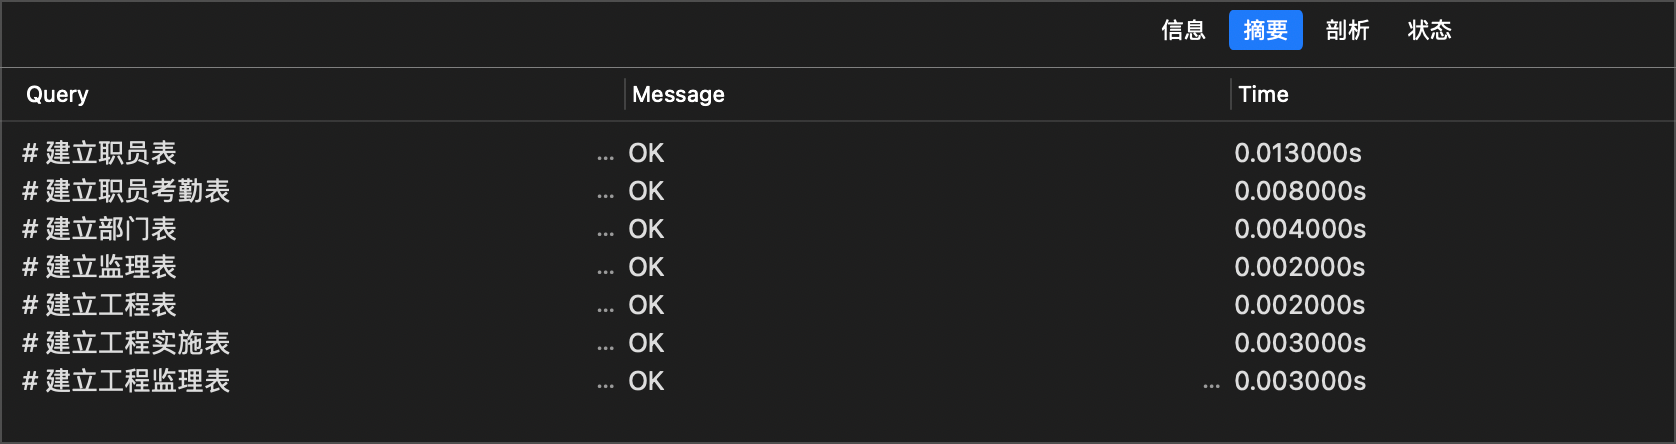 信息 摘要 剖析 状态
Query Message Time
# 建立职员表 ... OK 0.013000s
# 建立职员考勤表 ... OK 0.008000s
# 建立部门表 ... OK 0.004000s
# 建立监理表 ... OK 0.002000s
# 建立工程表 ... OK 0.002000s
# 建立工程实施表 ... OK 0.003000s
# 建立工程监理表 ... OK ... 0.003000s